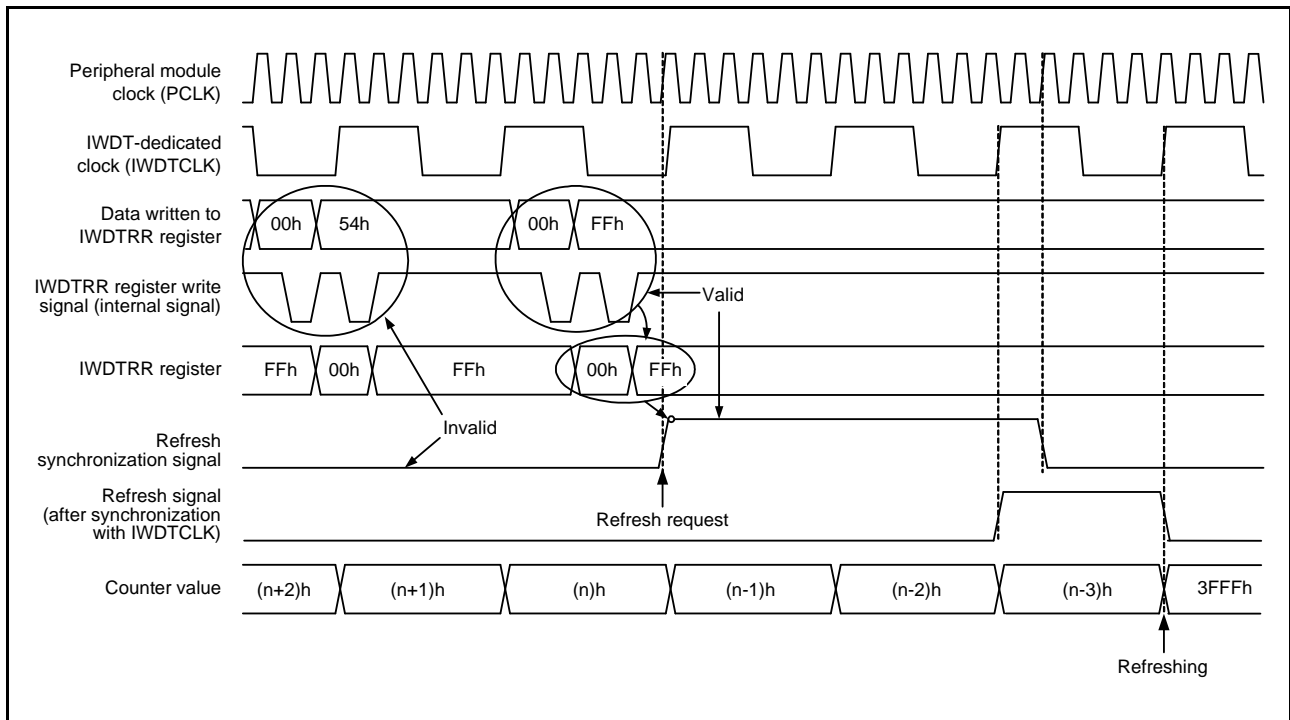 Peripheral module
clock (PCLK)
IWDT-dedicated
clock (IWDTCLK)
Data written to
IWDTRR register
00h 54h 00h FFh
IWDTRR register write
signal (internal signal)
Valid
IWDTRR register
FFh 00h FFh 00h FFh
Invalid
Refresh
synchronization signal
Refresh signal
(after synchronization
with IWDTCLK)
Refresh request
Counter value
(n+2)h (n+1)h (n)h (n-1)h (n-2)h (n-3)h 3FFFh
Refreshing